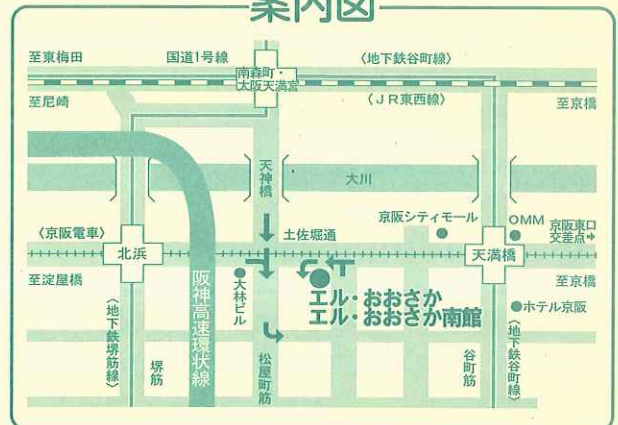 案内図
至東梅田
国道1号線
〈地下鉄谷町線〉
南森町・
大阪天満宮
至尼崎
〈JR東西線〉
至京橋
天神橋
大川
〈京阪電車〉
北浜
土佐堀通
京阪シティモール
OMM
京阪東口
交差点
天満橋
至淀屋橋
阪神高速環状線
大林ビル
エル・おおさか
エル・おおさか南館
至京橋
ホテル京阪
〈地下鉄堺筋線〉
堺筋
松屋町筋
谷町筋
〈地下鉄谷町線〉